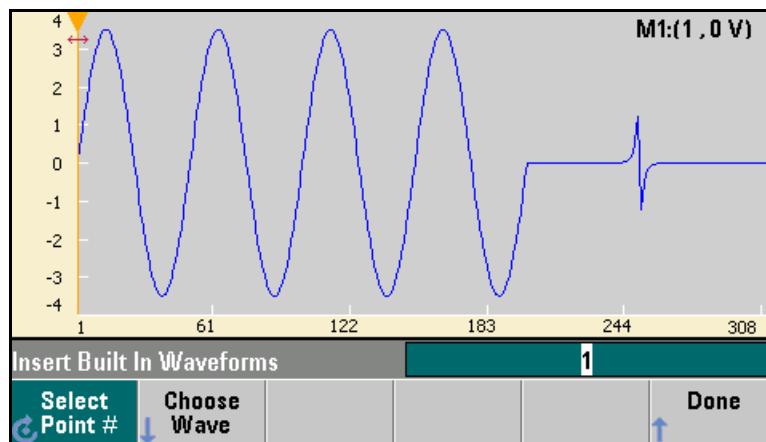 M1:(1 ,0 V)
4
3
2
1
0
-1
-2
-3
-4
1 61 122 183 244 308
Insert Built In Waveforms 1
Select Point #
Choose Wave
Done